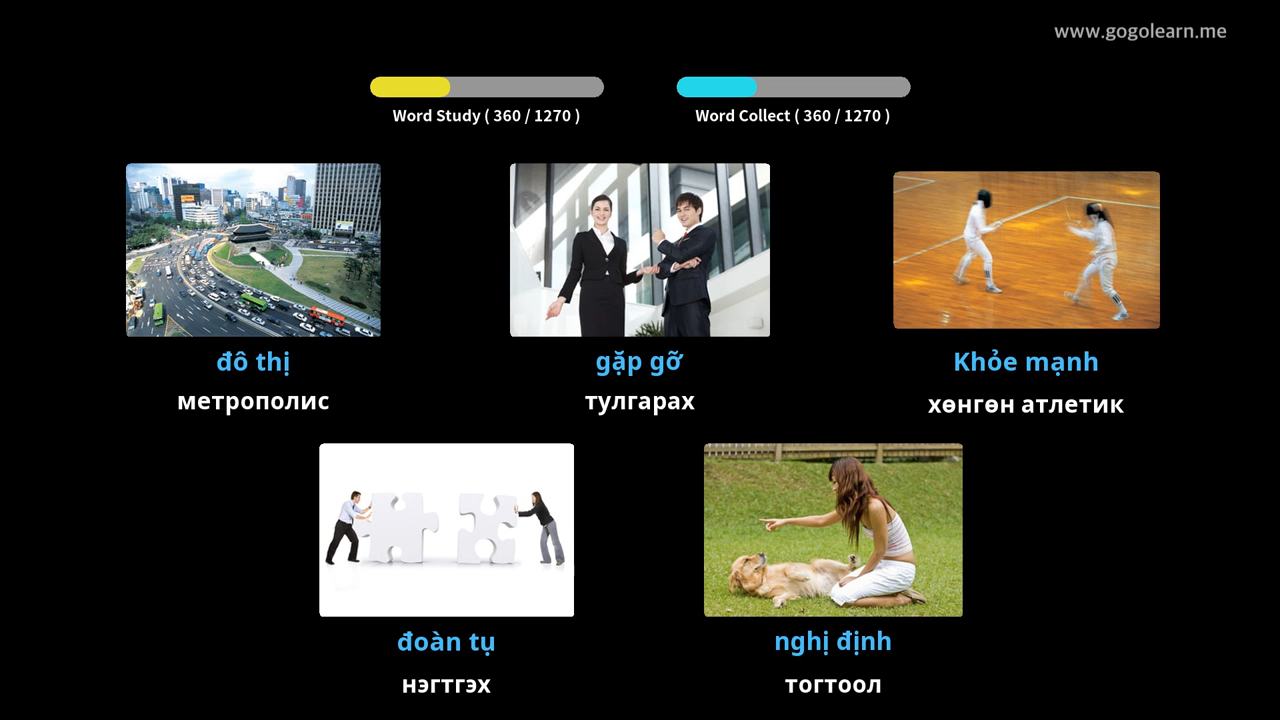 www.gogolearn.me
Word Study ( 360 / 1270 )
Word Collect ( 360 / 1270 )
đô thị
метрополис
gặp gỡ
тулгарах
Khỏe mạnh
хөнгөн атлетик
đoàn tụ
нэгтгэх
nghị định
тогтоол